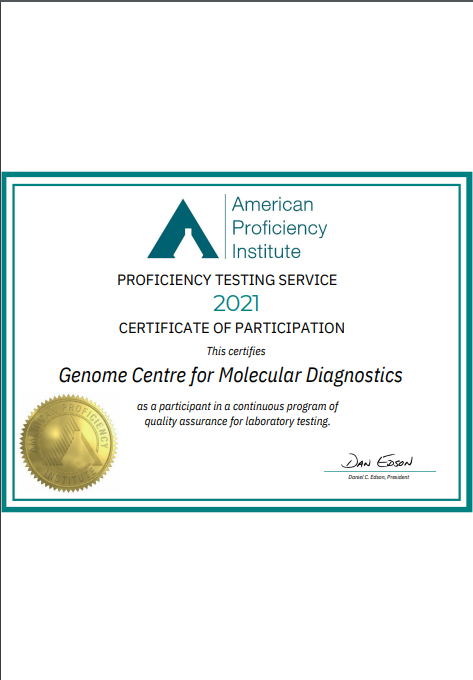 American
Proficiency
Institute
PROFICIENCY TESTING SERVICE
2021
CERTIFICATE OF PARTICIPATION
This certifies
Genome Centre for Molecular Diagnostics
as a participant in a continuous program of
quality assurance for laboratory testing.
AMERICAN PROFICIENCY
INSTITUTE
DAN EDSON
Daniel C. Edson, President